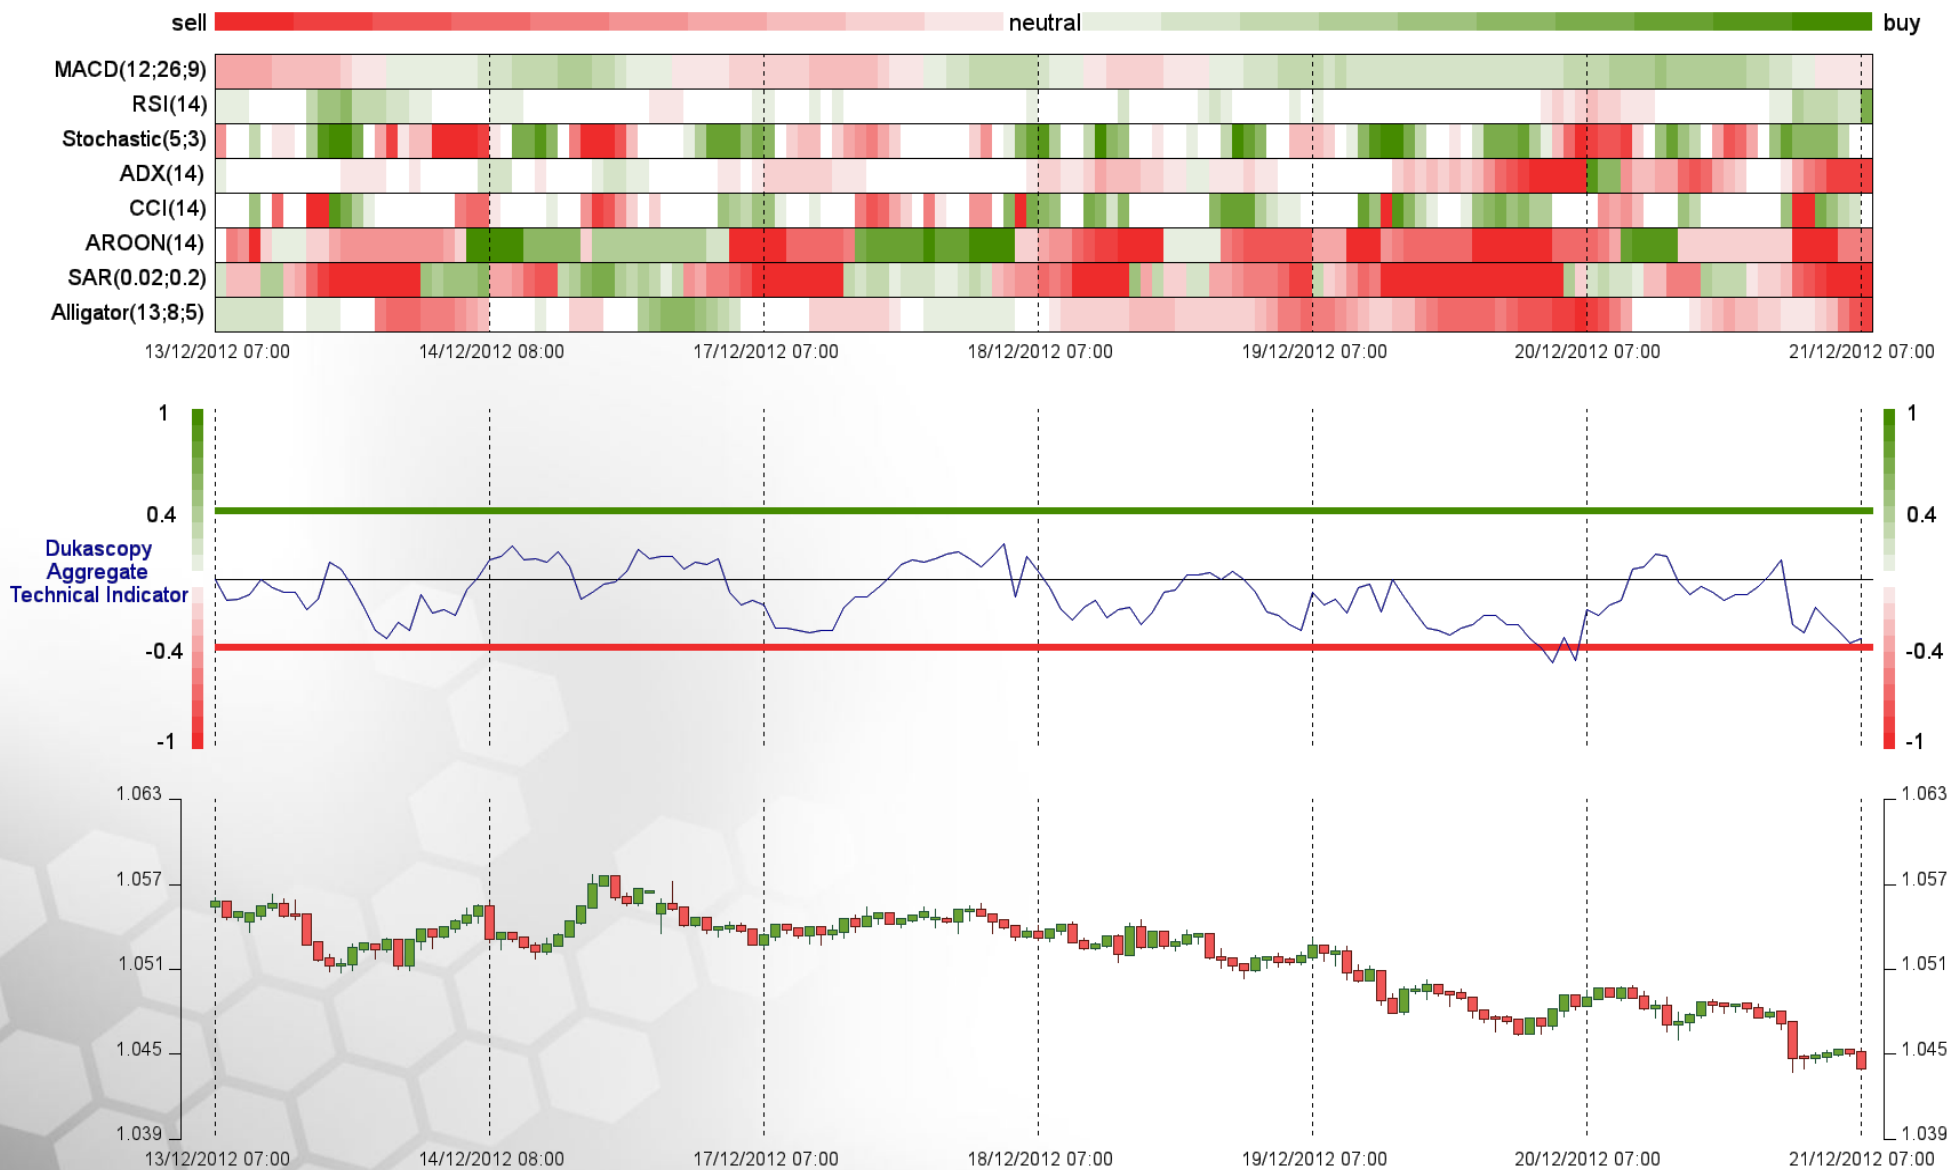 sell neutral buy
MACD(12;26;9)
RSI(14)
Stochastic(5;3)
ADX(14)
CCI(14)
AROON(14)
SAR(0.02;0.2)
Alligator(13;8;5)
13/12/2012 07:00 14/12/2012 08:00 17/12/2012 07:00 18/12/2012 07:00 19/12/2012 07:00 20/12/2012 07:00 21/12/2012 07:00
1 1
0.4 0.4
Dukascopy
Aggregate
Technical Indicator
-0.4 -0.4
-1 -1
1.063 1.063
1.057 1.057
1.051 1.051
1.045 1.045
1.039 1.039
13/12/2012 07:00 14/12/2012 08:00 17/12/2012 07:00 18/12/2012 07:00 19/12/2012 07:00 20/12/2012 07:00 21/12/2012 07:00